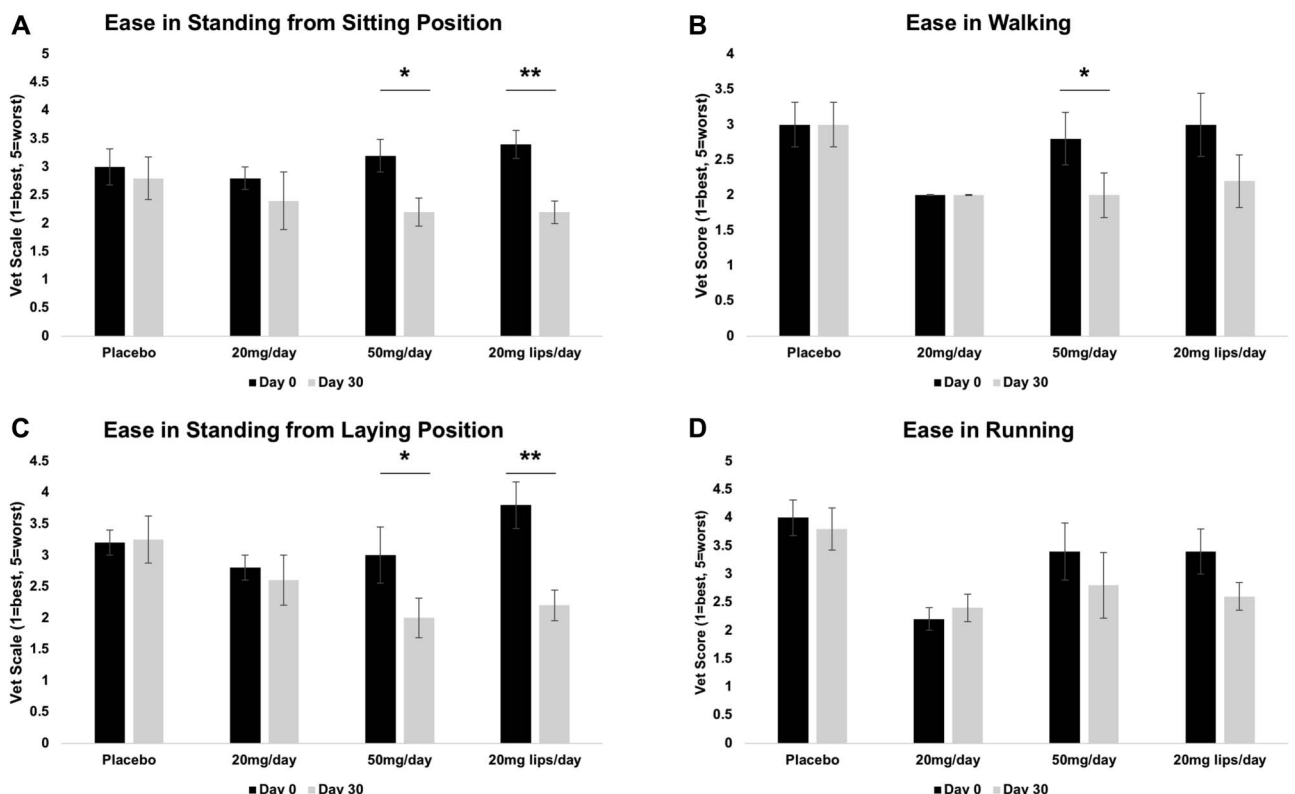 A
Ease in Standing from Sitting Position
Vet Scale (1=best, 5=worst)
5
4.5
4
3.5
3
2.5
2
1.5
1
0.5
0
*
**
Placebo
20mg/day
50mg/day
20mg lips/day
Day 0 Day 30
B
Ease in Walking
Vet Score (1=best, 5=worst)
4
3.5
3
2.5
2
1.5
1
0.5
0
*
Placebo
20mg/day
50mg/day
20mg lips/day
Day 0 Day 30
C
Ease in Standing from Laying Position
Vet Scale (1=best, 5=worst)
4.5
4
3.5
3
2.5
2
1.5
1
0.5
0
*
**
Placebo
20mg/day
50mg/day
20mg lips/day
Day 0 Day 30
D
Ease in Running
Vet Score (1=best, 5=worst)
5
4.5
4
3.5
3
2.5
2
1.5
1
0.5
0
Placebo
20mg/day
50mg/day
20mg lips/day
Day 0 Day 30